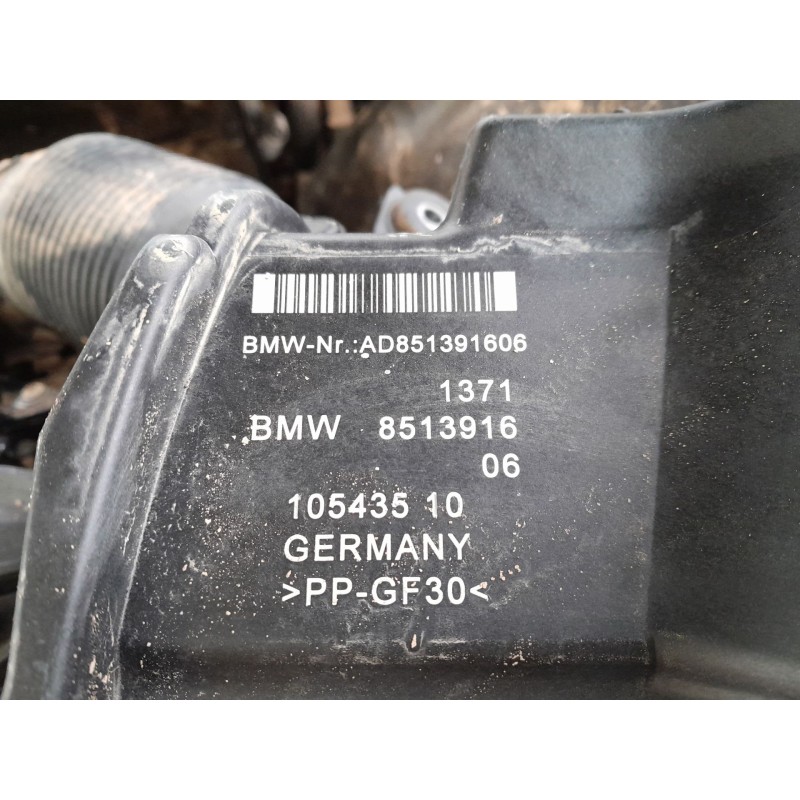 BMW-Nr.:AD851391606
1371
BMW 8513916
06
105435 10
GERMANY
>PP-GF30<